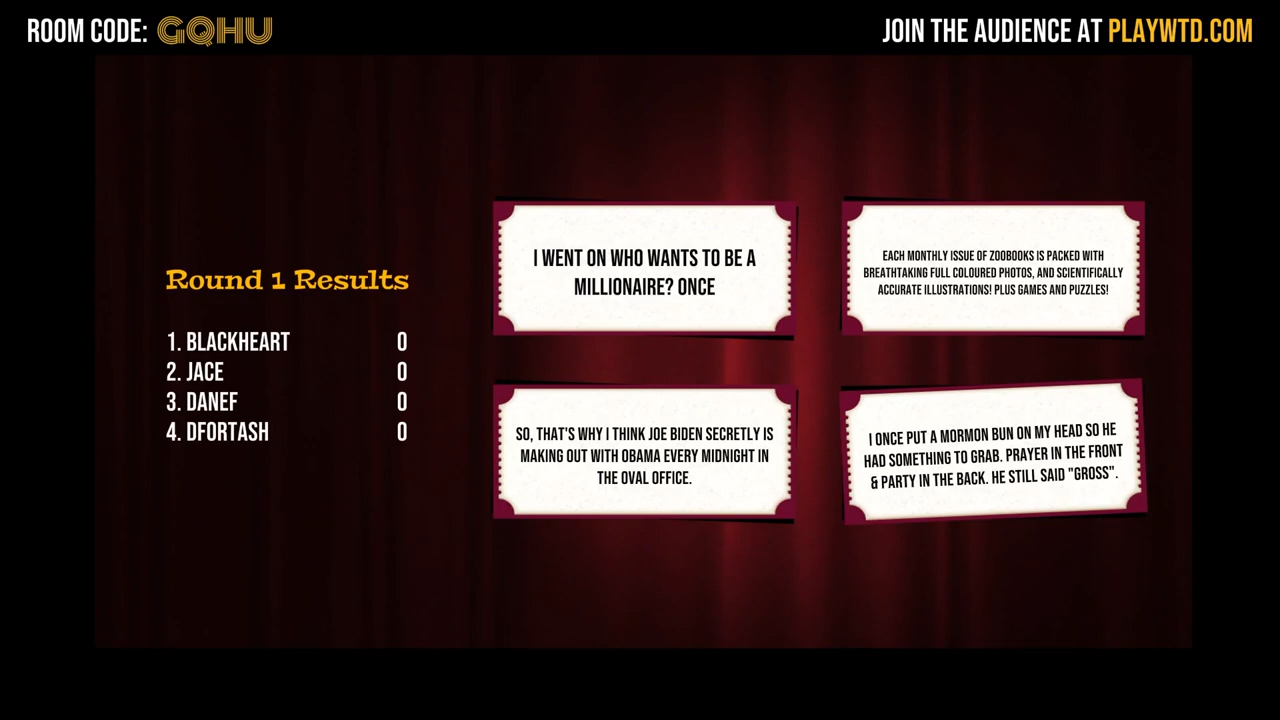 ROOM CODE: GQHU
JOIN THE AUDIENCE AT PLAYWTD.COM
Round 1 Results
1. BLACKHEART 0
2. JACE 0
3. DANEF 0
4. DFORTASH 0
I WENT ON WHO WANTS TO BE A
MILLIONAIRE? ONCE
EACH MONTHLY ISSUE OF ZOOBOOKS IS PACKED WITH
BREATHTAKING FULL COLOURED PHOTOS, AND SCIENTIFICALLY
ACCURATE ILLUSTRATIONS! PLUS GAMES AND PUZZLES!
SO, THAT'S WHY I THINK JOE BIDEN SECRETLY IS
MAKING OUT WITH OBAMA EVERY MIDNIGHT IN
THE OVAL OFFICE.
I ONCE PUT A MORMON BUN ON MY HEAD SO HE
HAD SOMETHING TO GRAB. PRAYER IN THE FRONT
& PARTY IN THE BACK. HE STILL SAID "GROSS".